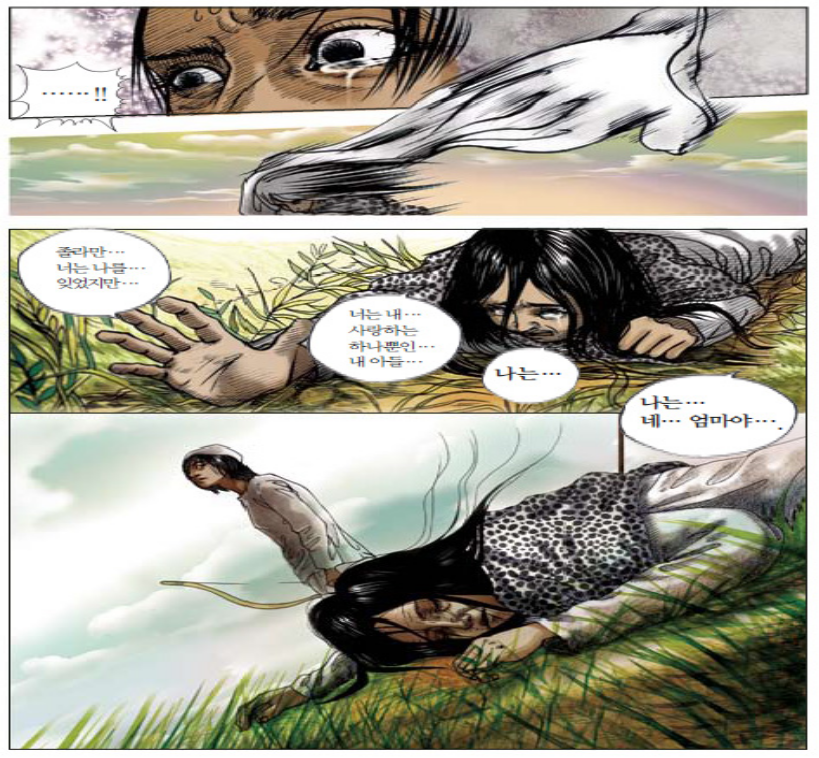 ……!!
졸라만…
너는 나를…
잊었지만…
너는 내…
사랑하는
하나뿐인…
내 아들…
나는…
나는…
네… 엄마야….